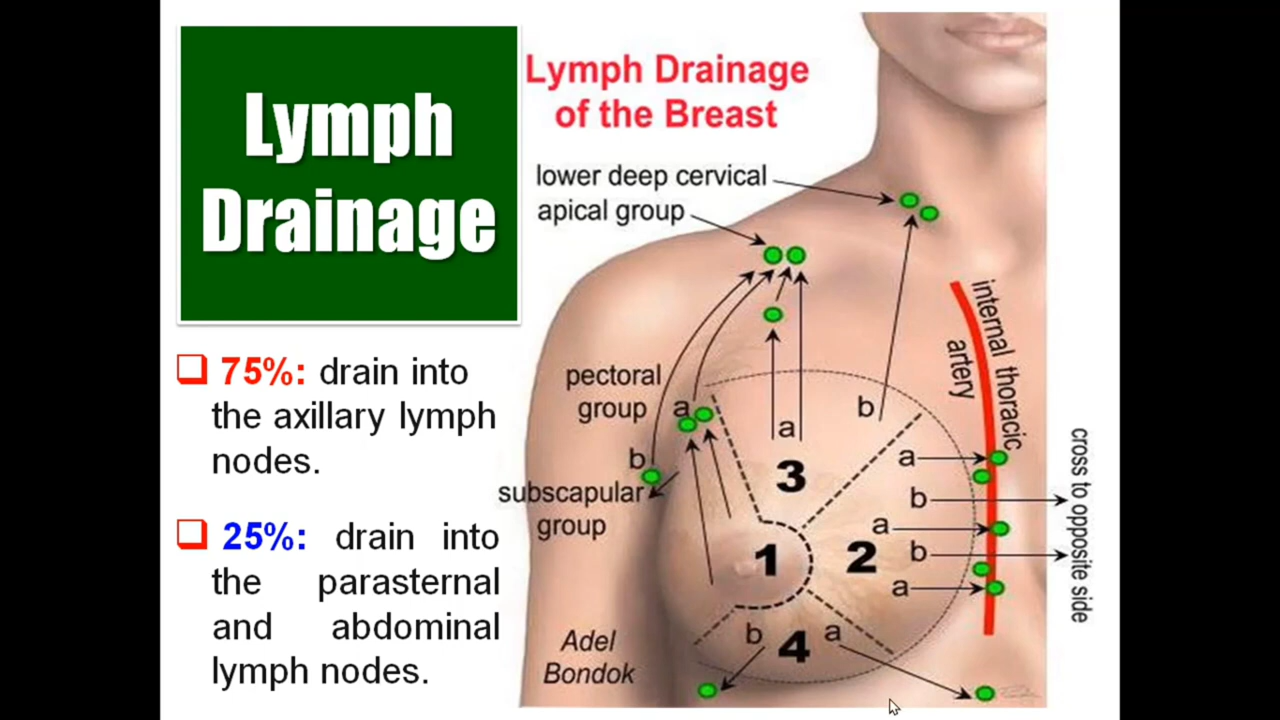 Lymph
Drainage
75%: drain into
the axillary lymph
nodes.
25%: drain into
the parasternal
and abdominal
lymph nodes.
Lymph Drainage
of the Breast
lower deep cervical
apical group
pectoral
group
a
b
subscapular
group
a
3
b
internal thoracic
artery
a
b
a
b
a
1
2
b
4
a
cross to opposite side
Adel
Bondok